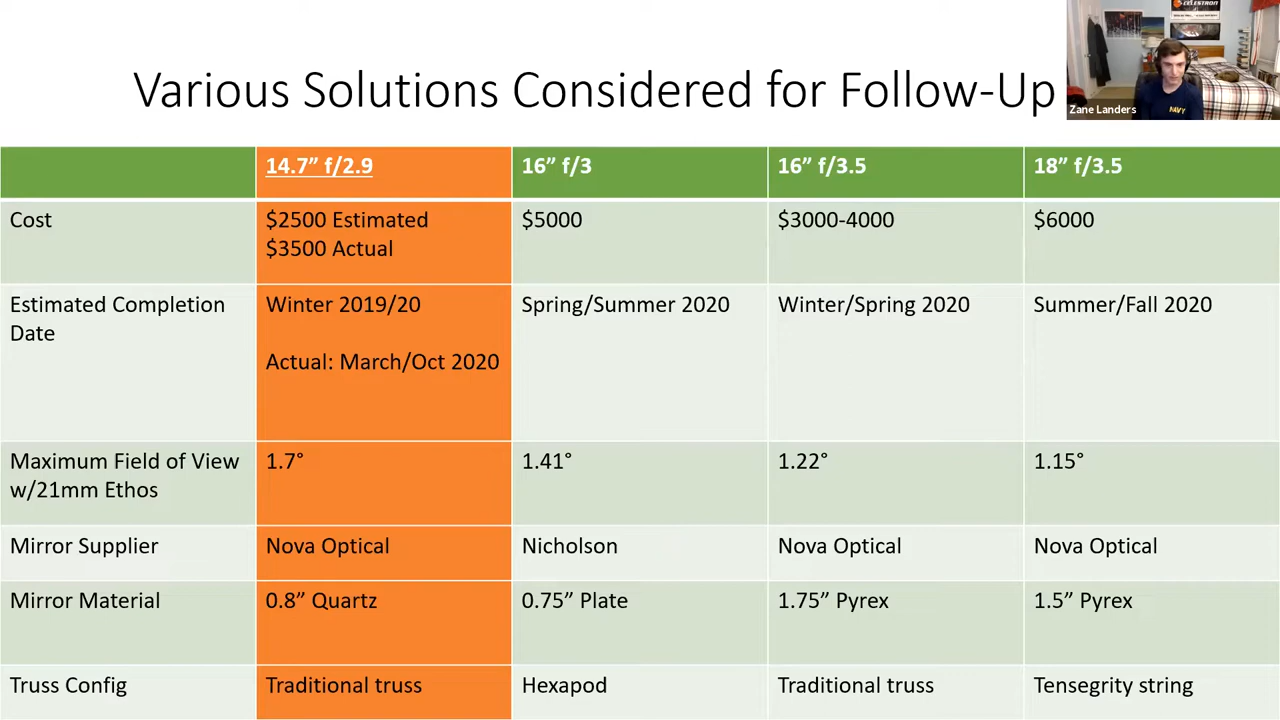 CELESTRON
Various Solutions Considered for Follow-Up
Zane Landers
NAVY
14.7” f/2.9
16” f/3
16” f/3.5
18” f/3.5
Cost
$2500 Estimated
$3500 Actual
$5000
$3000-4000
$6000
Estimated Completion
Date
Winter 2019/20
Actual: March/Oct 2020
Spring/Summer 2020
Winter/Spring 2020
Summer/Fall 2020
Maximum Field of View
w/21mm Ethos
1.7°
1.41°
1.22°
1.15°
Mirror Supplier
Nova Optical
Nicholson
Nova Optical
Nova Optical
Mirror Material
0.8” Quartz
0.75” Plate
1.75” Pyrex
1.5” Pyrex
Truss Config
Traditional truss
Hexapod
Traditional truss
Tensegrity string